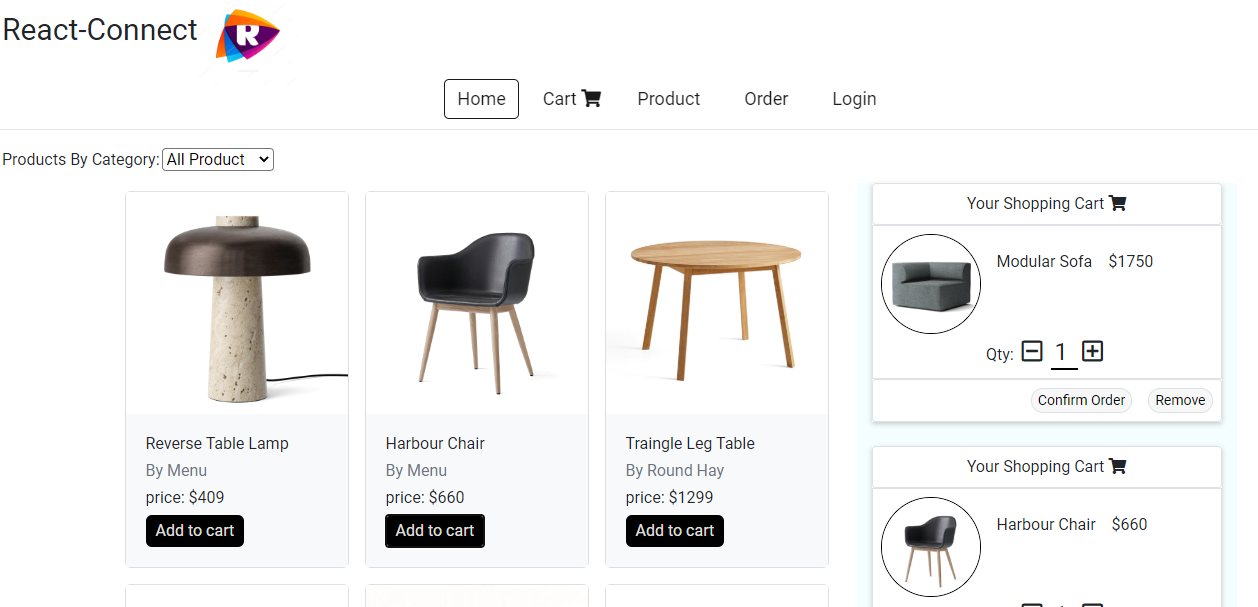 React-Connect
R
Home Cart Product Order Login
Products By Category: All Product
Reverse Table Lamp
By Menu
price: $409
Add to cart
Harbour Chair
By Menu
price: $660
Add to cart
Traingle Leg Table
By Round Hay
price: $1299
Add to cart
Your Shopping Cart
Modular Sofa $1750
Qty: 1
Confirm Order Remove
Your Shopping Cart
Harbour Chair $660